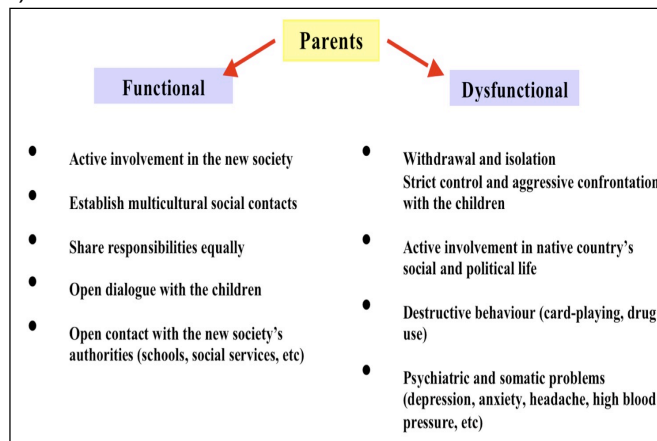 Parents
Functional
Dysfunctional
• Active involvement in the new society
• Establish multicultural social contacts
• Share responsibilities equally
• Open dialogue with the children
• Open contact with the new society's
authorities (schools, social services, etc)
• Withdrawal and isolation
Strict control and aggressive confrontation
with the children
• Active involvement in native country's
social and political life
• Destructive behaviour (card-playing, drug
use)
• Psychiatric and somatic problems
(depression, anxiety, headache, high blood
pressure, etc)